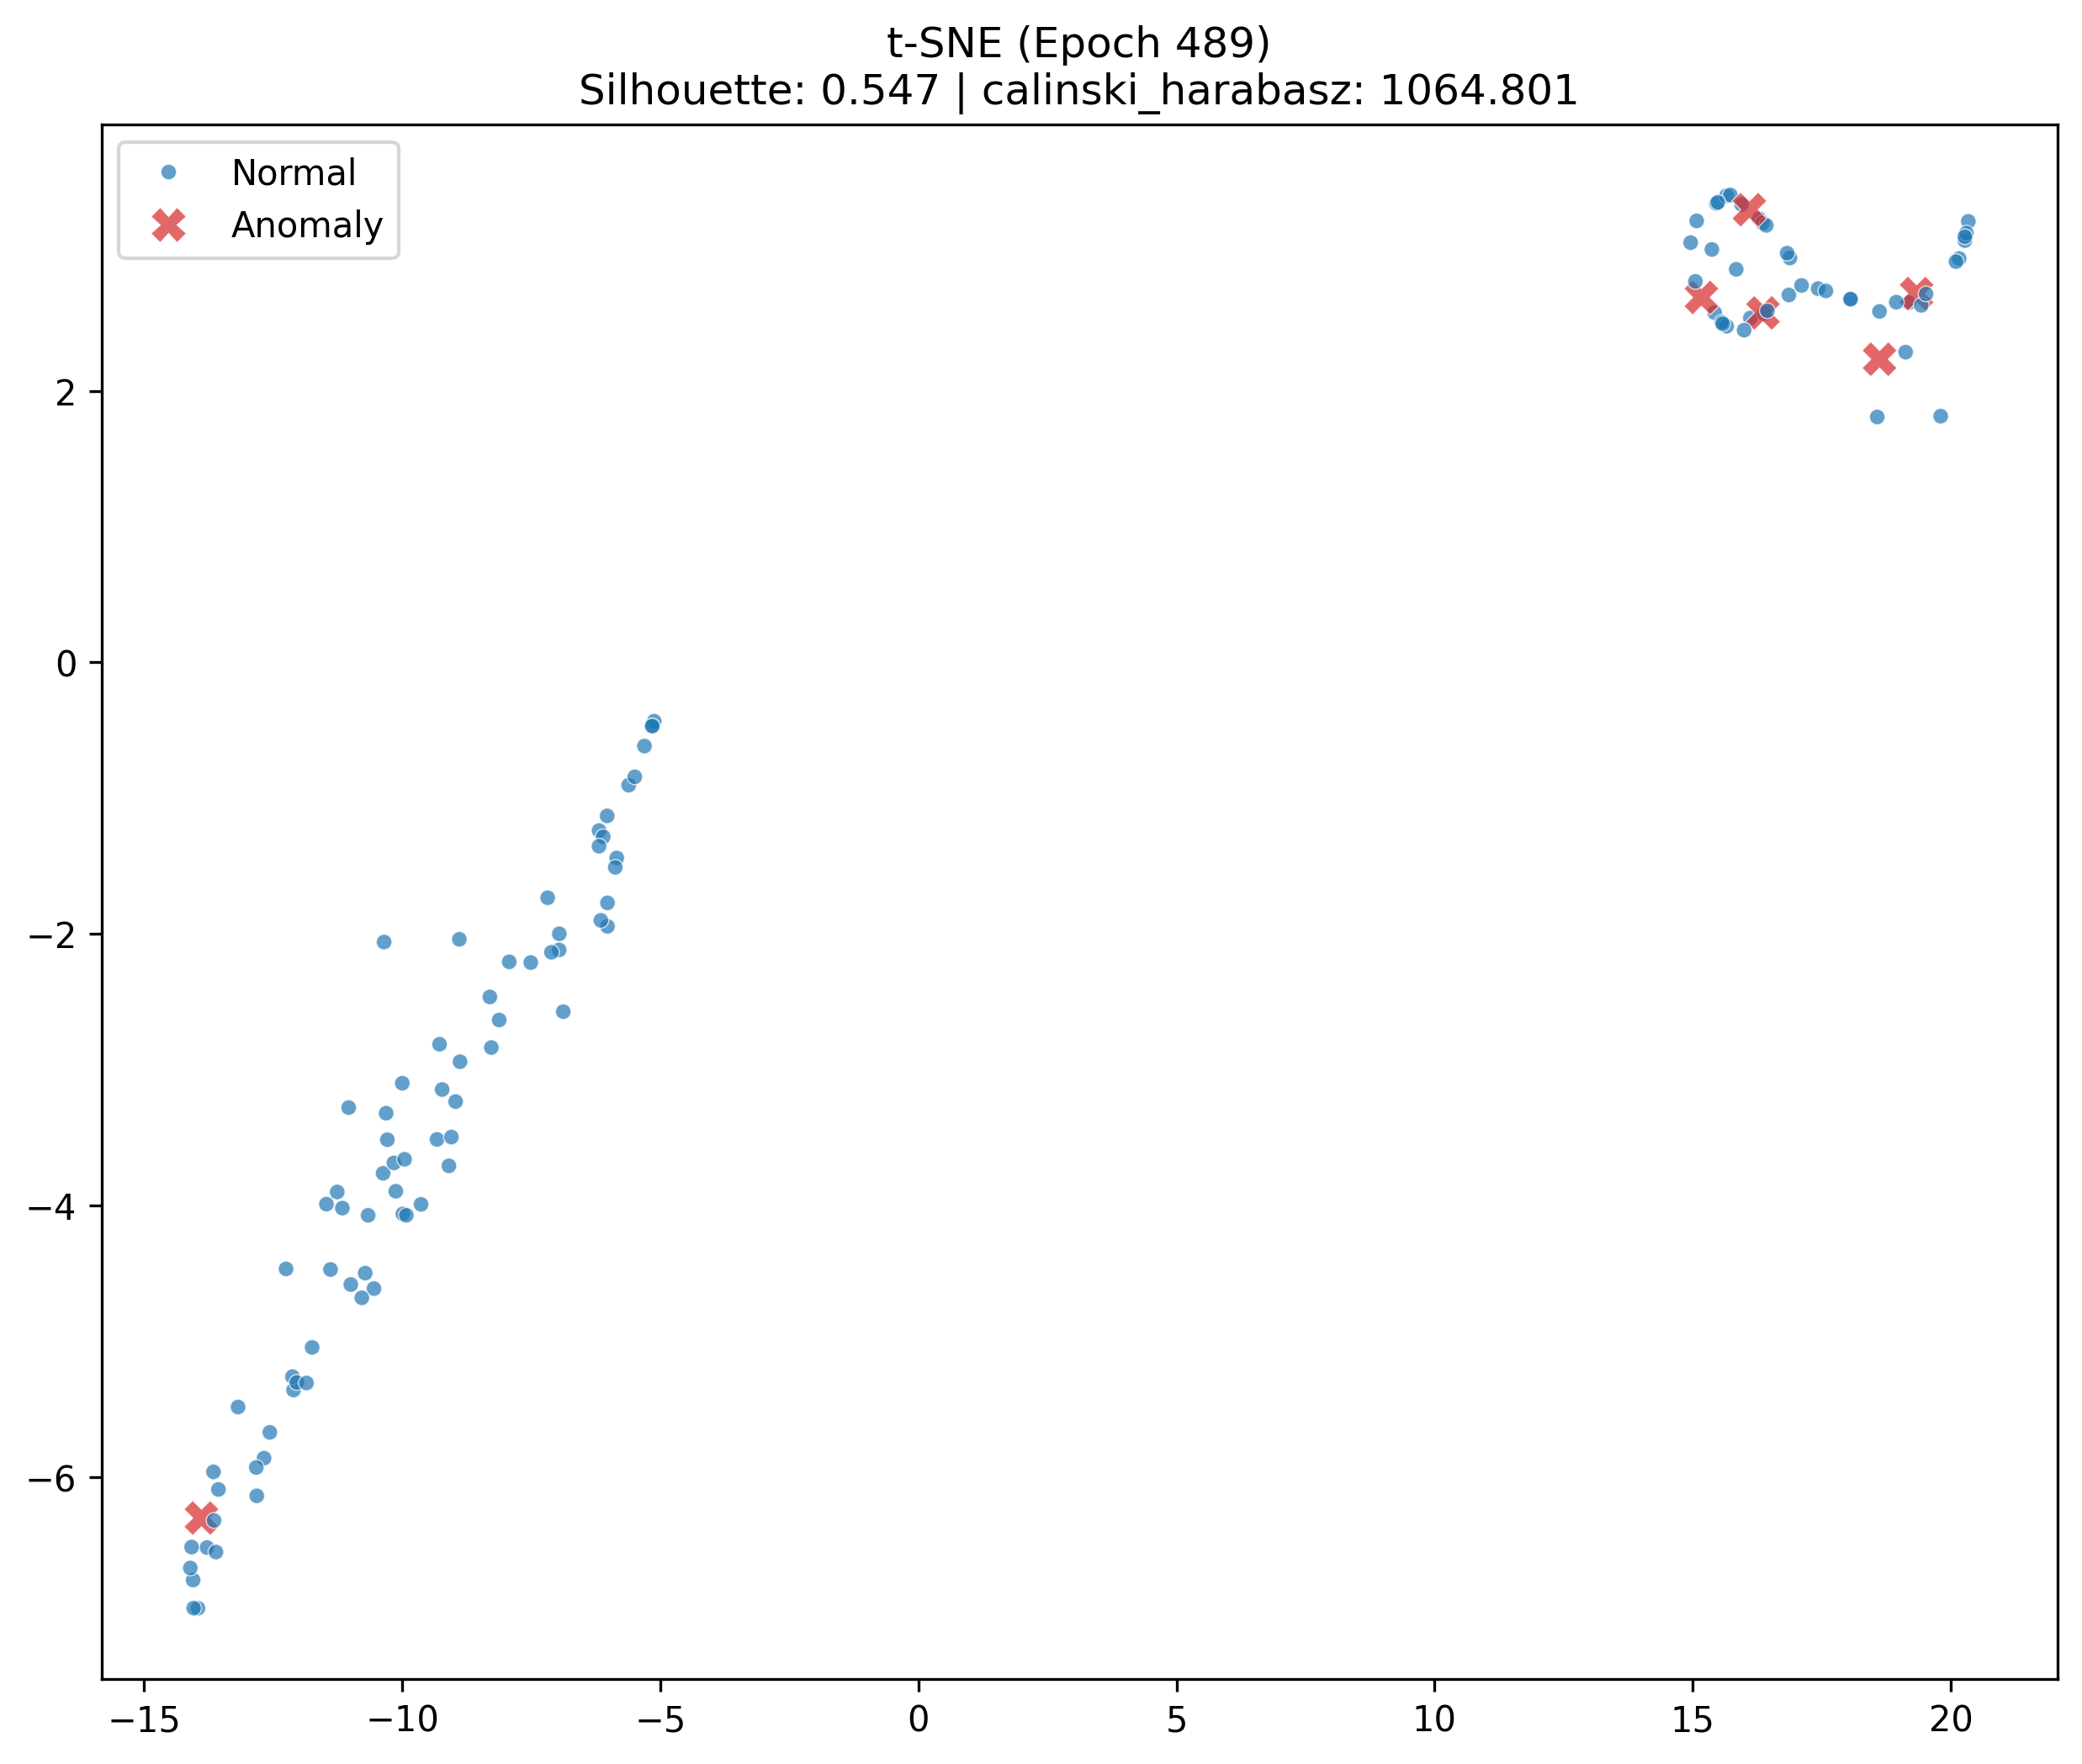 t-SNE (Epoch 489)
Silhouette: 0.547 | calinski_harabasz: 1064.801
Normal
Anomaly
2
0
−2
−4
−6
−15 −10 −5 0 5 10 15 20